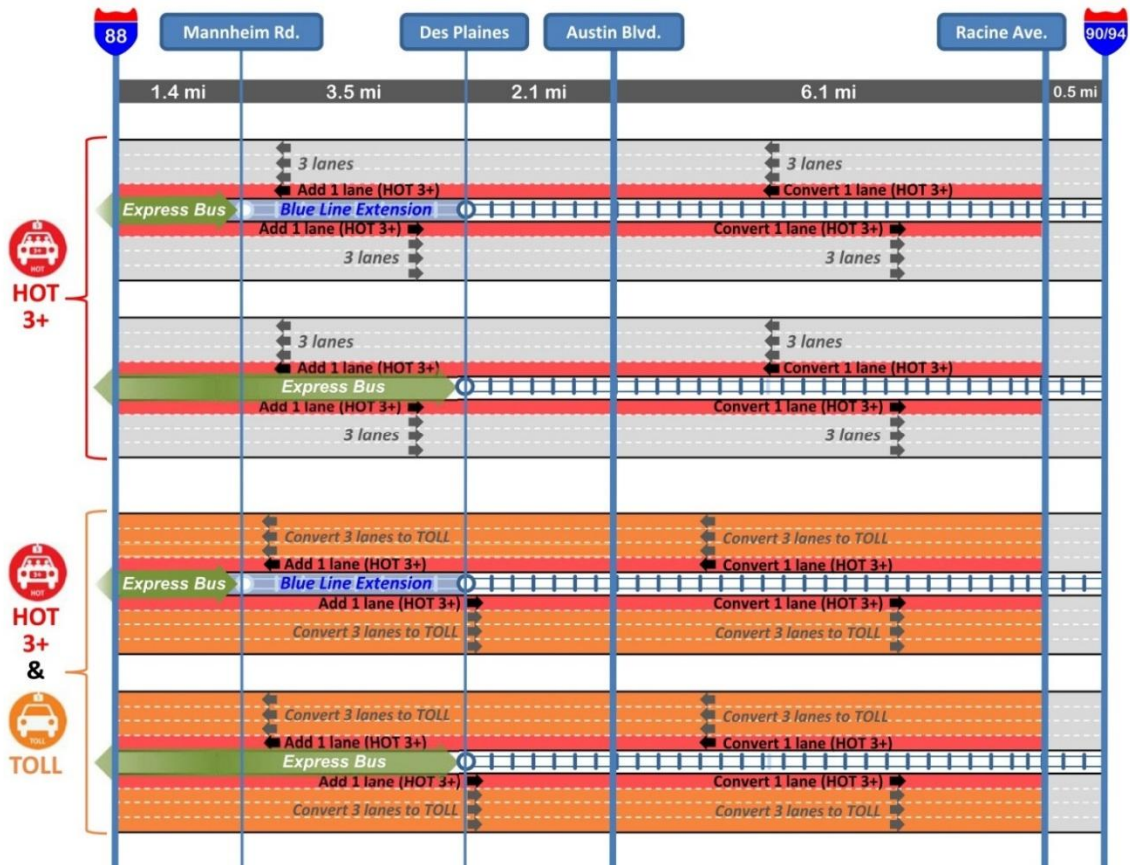 88
Mannheim Rd.
Des Plaines
Austin Blvd.
Racine Ave.
90/94
1.4 mi
3.5 mi
2.1 mi
6.1 mi
0.5 mi
3 lanes
3 lanes
Add 1 lane (HOT 3+)
Convert 1 lane (HOT 3+)
Express Bus
Blue Line Extension
Add 1 lane (HOT 3+)
Convert 1 lane (HOT 3+)
3 lanes
3 lanes
3+
HOT
HOT
3+
3 lanes
3 lanes
Add 1 lane (HOT 3+)
Convert 1 lane (HOT 3+)
Express Bus
Add 1 lane (HOT 3+)
Convert 1 lane (HOT 3+)
3 lanes
3 lanes
Convert 3 lanes to TOLL
Convert 3 lanes to TOLL
Add 1 lane (HOT 3+)
Convert 1 lane (HOT 3+)
Express Bus
Blue Line Extension
Add 1 lane (HOT 3+)
Convert 1 lane (HOT 3+)
Convert 3 lanes to TOLL
Convert 3 lanes to TOLL
3+
HOT
HOT
3+
&
TOLL
TOLL
Convert 3 lanes to TOLL
Convert 3 lanes to TOLL
Add 1 lane (HOT 3+)
Convert 1 lane (HOT 3+)
Express Bus
Add 1 lane (HOT 3+)
Convert 1 lane (HOT 3+)
Convert 3 lanes to TOLL
Convert 3 lanes to TOLL